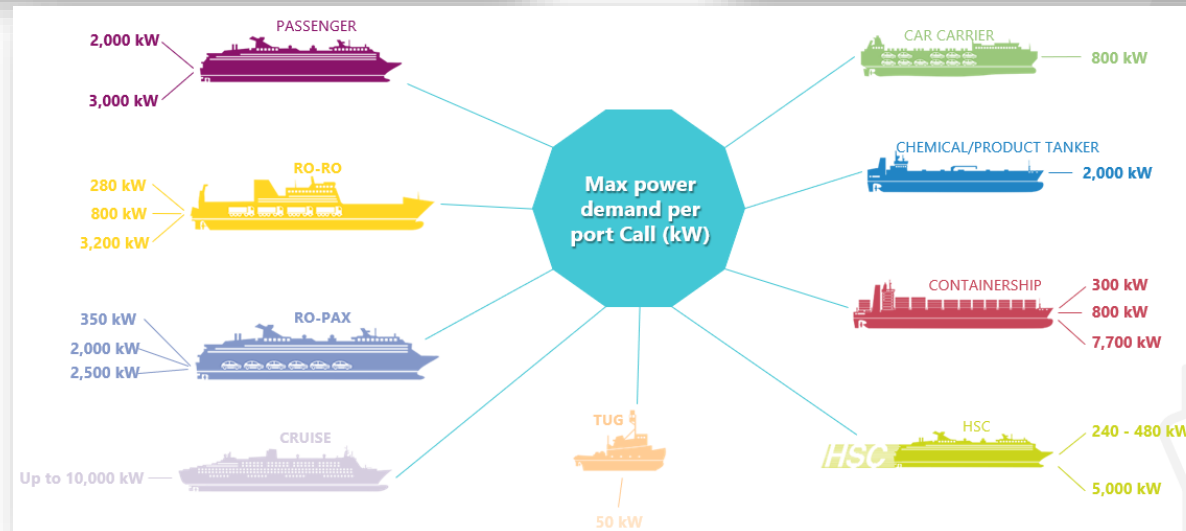 PASSENGER
2,000 kW
3,000 kW
RO-RO
280 kW
800 kW
3,200 kW
RO-PAX
350 kW
2,000 kW
2,500 kW
CRUISE
Up to 10,000 kW
Max power
demand per
port Call (kW)
TUG
50 kW
CAR CARRIER
800 kW
CHEMICAL/PRODUCT TANKER
2,000 kW
CONTAINERSHIP
300 kW
800 kW
7,700 kW
HSC
HSC
240 - 480 kW
5,000 kW